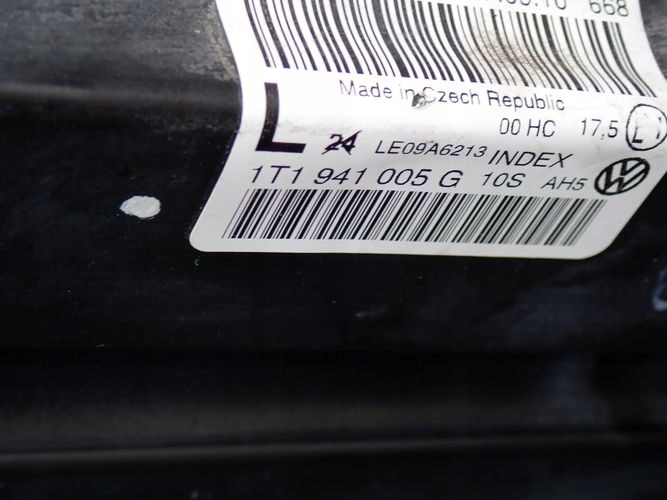 668
Made in Czech Republic
00 HC 17,5
L 24 LE09A6213 INDEX
1T1 941 005 G 10S AH5